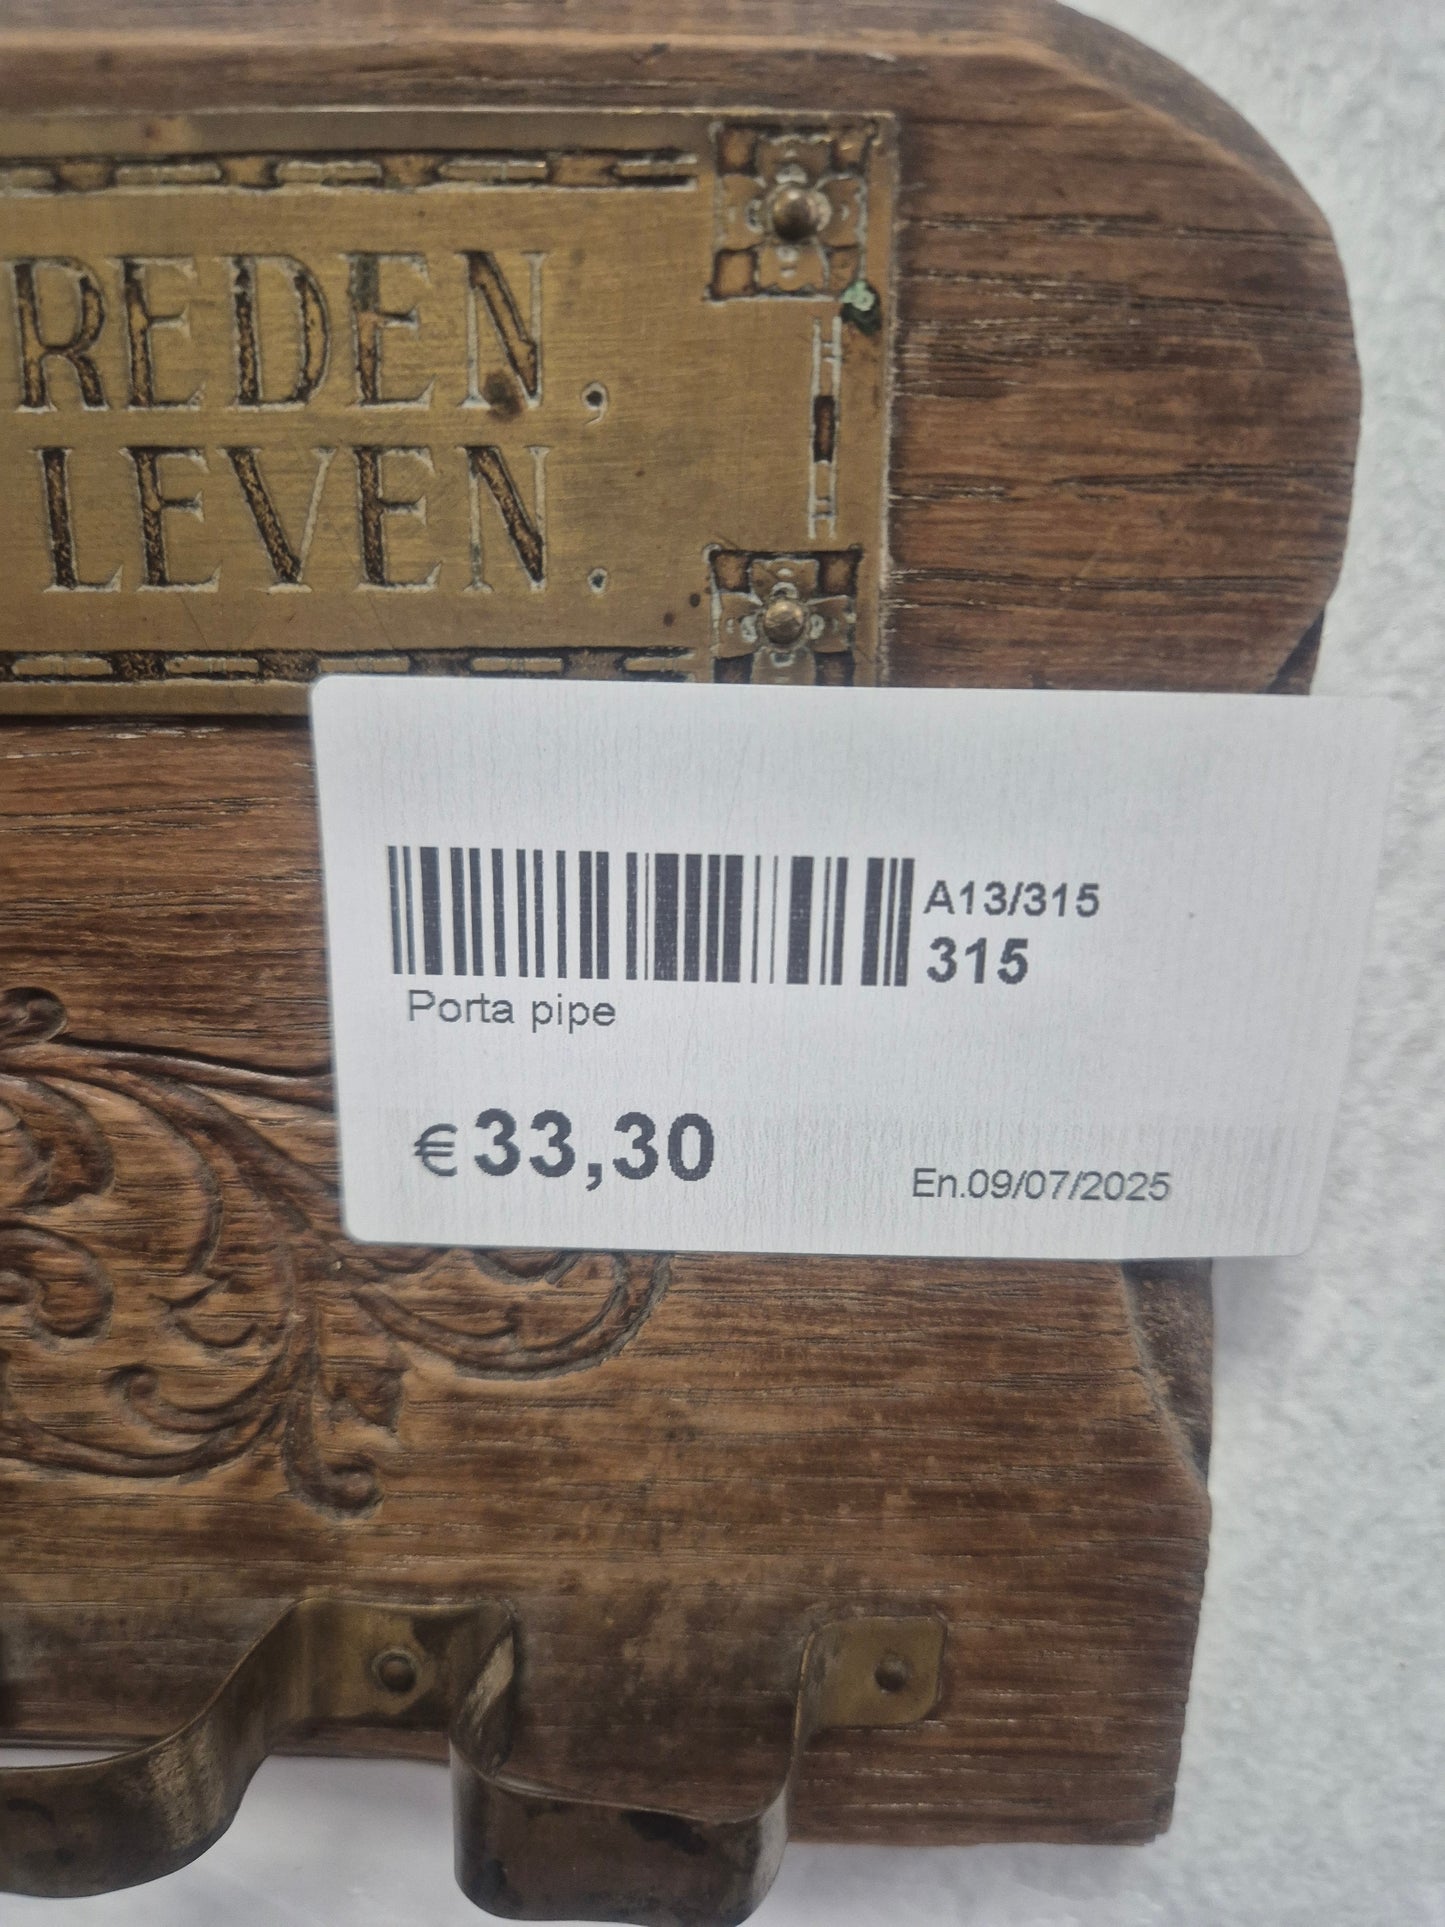 REDEN,
LEVEN.
A13/315
315
Porta pipe
€33,30
En.09/07/2025